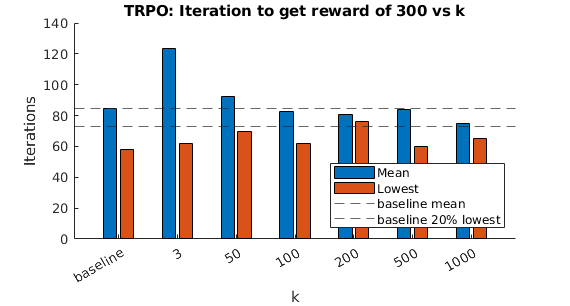 TRPO: Iteration to get reward of 300 vs k
140
120
100
80
60
40
20
0
Iterations
Mean
Lowest
baseline mean
baseline 20% lowest
baseline 3 50 100 200 500 1000
k